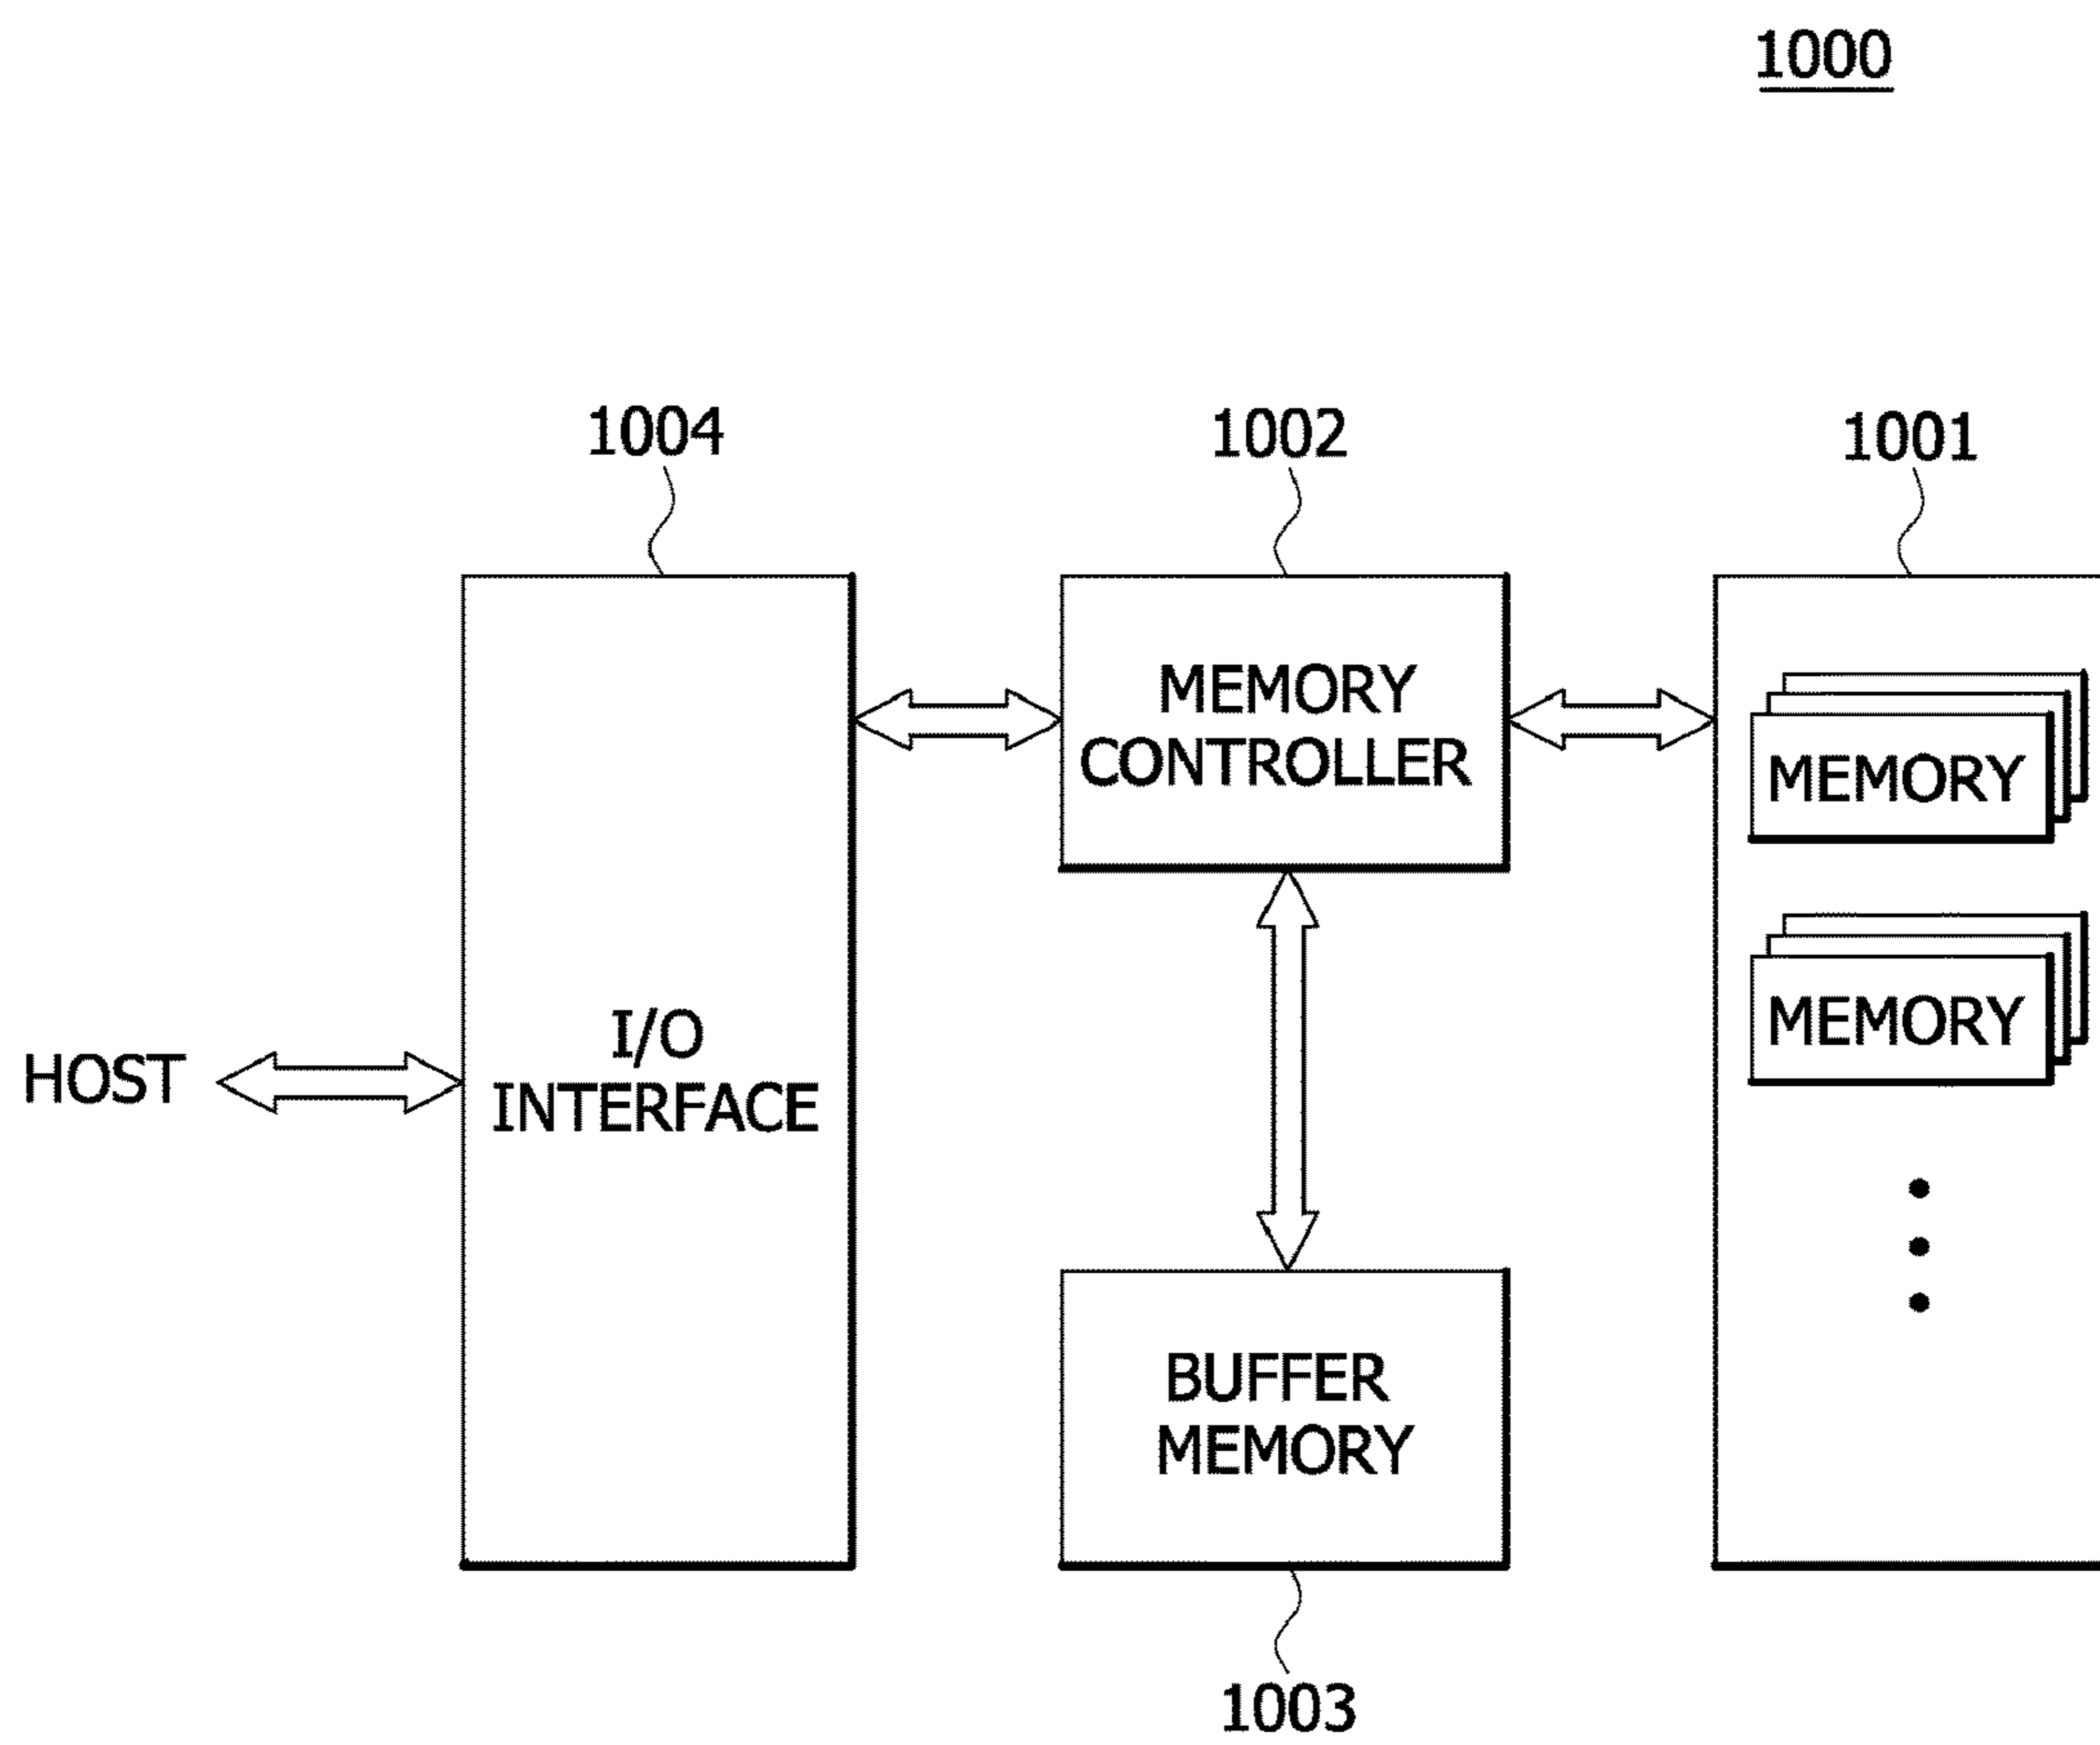 1000
1004
1002
1001
MEMORY
CONTROLLER
MEMORY
MEMORY
HOST
I/O
INTERFACE
BUFFER
MEMORY
1003